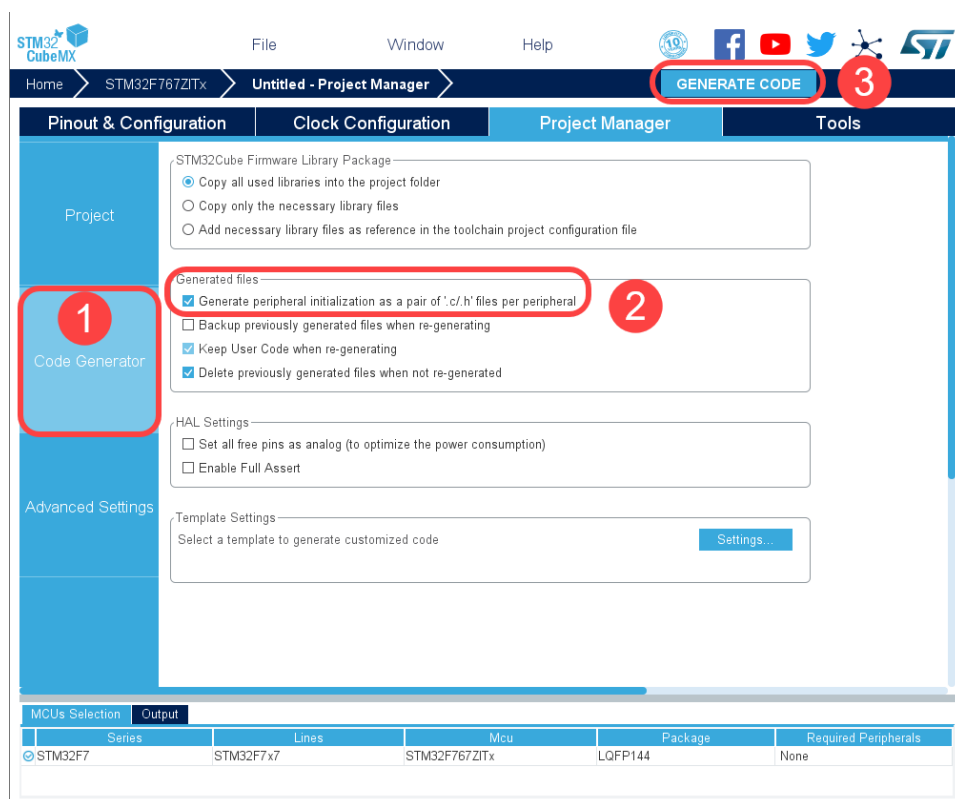 STM32
CubeMX
File
Window
Help
10
Home
STM32F767ZITx
Untitled - Project Manager
GENERATE CODE
3
Pinout & Configuration
Clock Configuration
Project Manager
Tools
Project
STM32Cube Firmware Library Package
Copy all used libraries into the project folder
Copy only the necessary library files
Add necessary library files as reference in the toolchain project configuration file
1
Code Generator
Generated files
Generate peripheral initialization as a pair of '.c/.h' files per peripheral
2
Backup previously generated files when re-generating
Keep User Code when re-generating
Delete previously generated files when not re-generated
HAL Settings
Set all free pins as analog (to optimize the power consumption)
Enable Full Assert
Advanced Settings
Template Settings
Select a template to generate customized code
Settings...
MCUs Selection
Output
Series
Lines
Mcu
Package
Required Peripherals
STM32F7
STM32F7x7
STM32F767ZITx
LQFP144
None